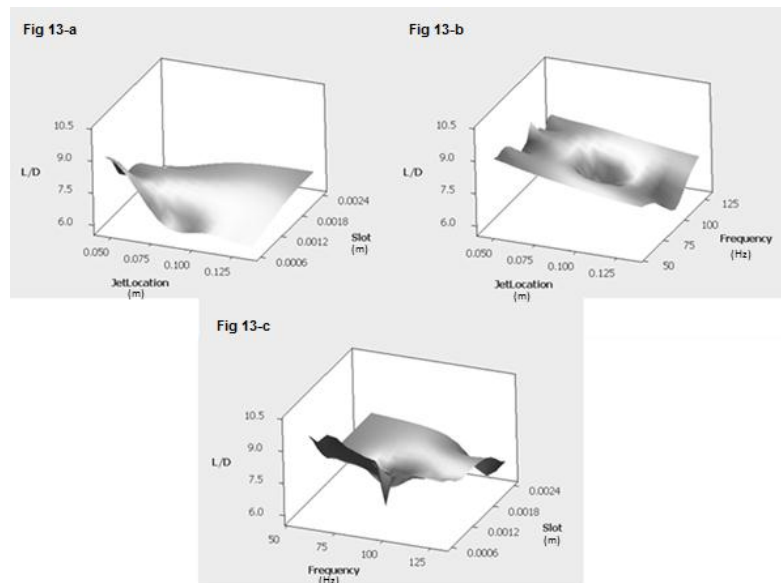 Fig 13-a
10.5
9.0
L/D
7.5
6.0
0.050
0.075
0.100
0.125
JetLocation
(m)
0.0006
0.0012
0.0018
0.0024
Slot
(m)
Fig 13-b
10.5
9.0
L/D
7.5
6.0
0.050
0.075
0.100
0.125
JetLocation
(m)
50
75
100
125
Frequency
(Hz)
Fig 13-c
10.5
9.0
L/D
7.5
6.0
50
75
100
125
Frequency
(Hz)
0.0006
0.0012
0.0018
0.0024
Slot
(m)